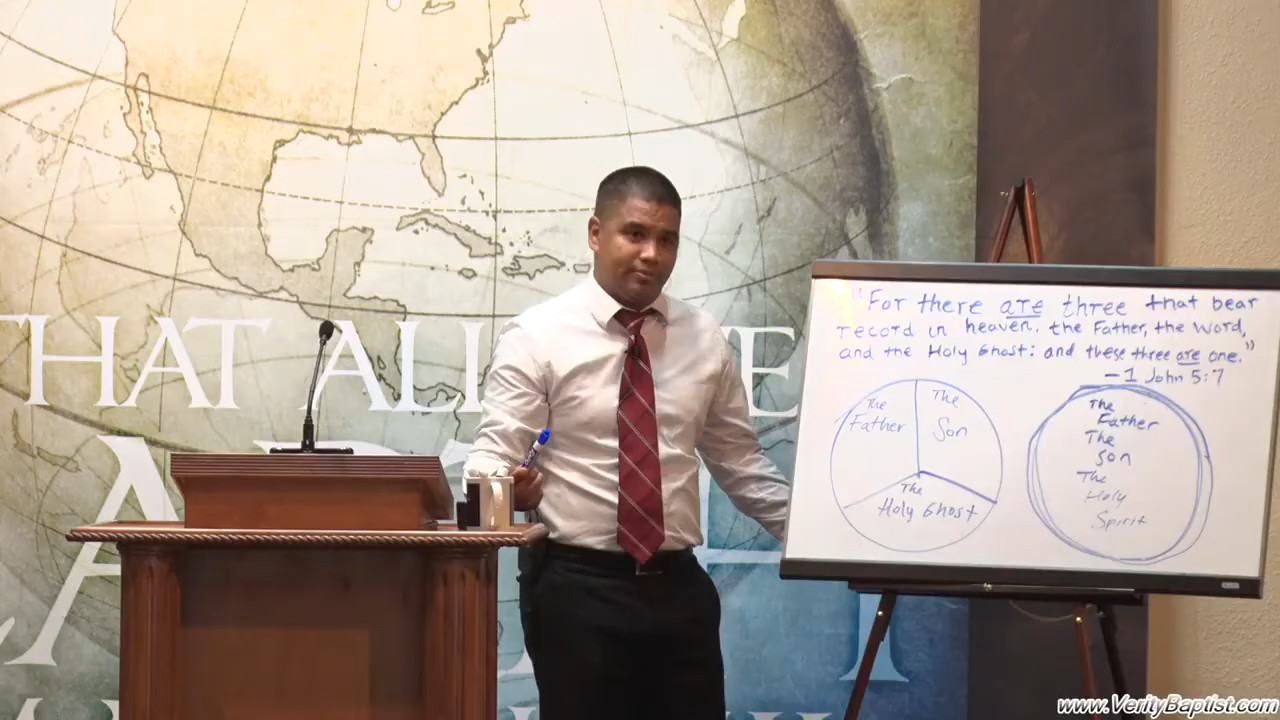 THAT ALL
"For there are three that bear
record in heaven, the Father, the Word,
and the Holy Ghost: and these three are one."
- 1 John 5:7
The
Father
The
Son
The
Holy Ghost
The
Father
The
Son
The
Holy
Spirit
www.VerityBaptist.com